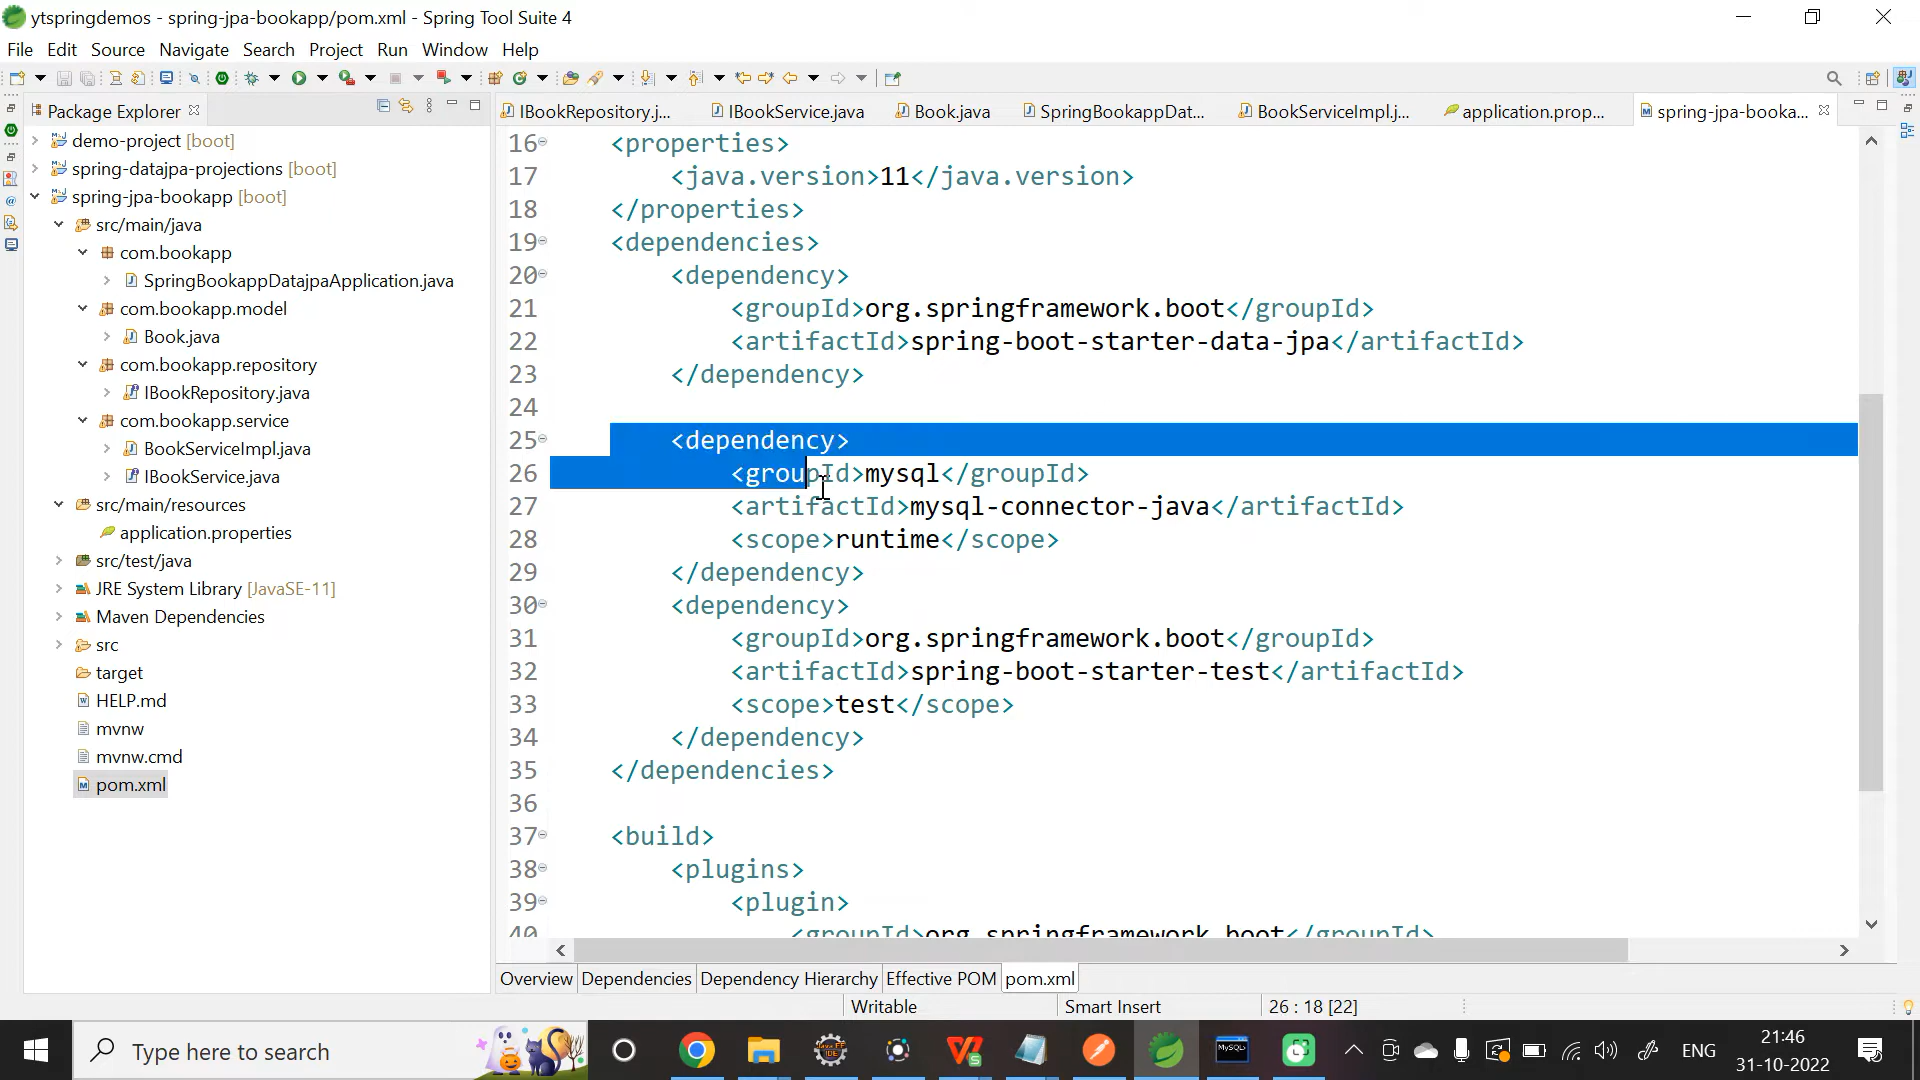 ytspringdemos - spring-jpa-bookapp/pom.xml - Spring Tool Suite 4
File Edit Source Navigate Search Project Run Window Help
Package Explorer
IBookRepository.j...
IBookService.java
Book.java
SpringBookappDat...
BookServiceImpl.j...
application.prop...
spring-jpa-booka...
demo-project [boot]
spring-datajpa-projections [boot]
spring-jpa-bookapp [boot]
src/main/java
com.bookapp
SpringBookappDatajpaApplication.java
com.bookapp.model
Book.java
com.bookapp.repository
IBookRepository.java
com.bookapp.service
BookServiceImpl.java
IBookService.java
src/main/resources
application.properties
src/test/java
JRE System Library [JavaSE-11]
Maven Dependencies
src
target
HELP.md
mvnw
mvnw.cmd
pom.xml
16 <properties>
17 <java.version>11</java.version>
18 </properties>
19 <dependencies>
20 <dependency>
21 <groupId>org.springframework.boot</groupId>
22 <artifactId>spring-boot-starter-data-jpa</artifactId>
23 </dependency>
24
25 <dependency>
26 <groupId>mysql</groupId>
27 <artifactId>mysql-connector-java</artifactId>
28 <scope>runtime</scope>
29 </dependency>
30 <dependency>
31 <groupId>org.springframework.boot</groupId>
32 <artifactId>spring-boot-starter-test</artifactId>
33 <scope>test</scope>
34 </dependency>
35 </dependencies>
36
37 <build>
38 <plugins>
39 <plugin>
40 <groupId>org.springframework.boot</groupId>
Overview Dependencies Dependency Hierarchy Effective POM pom.xml
Writable Smart Insert 26 : 18 [22]
Type here to search
MySQL
ENG
21:46
31-10-2022